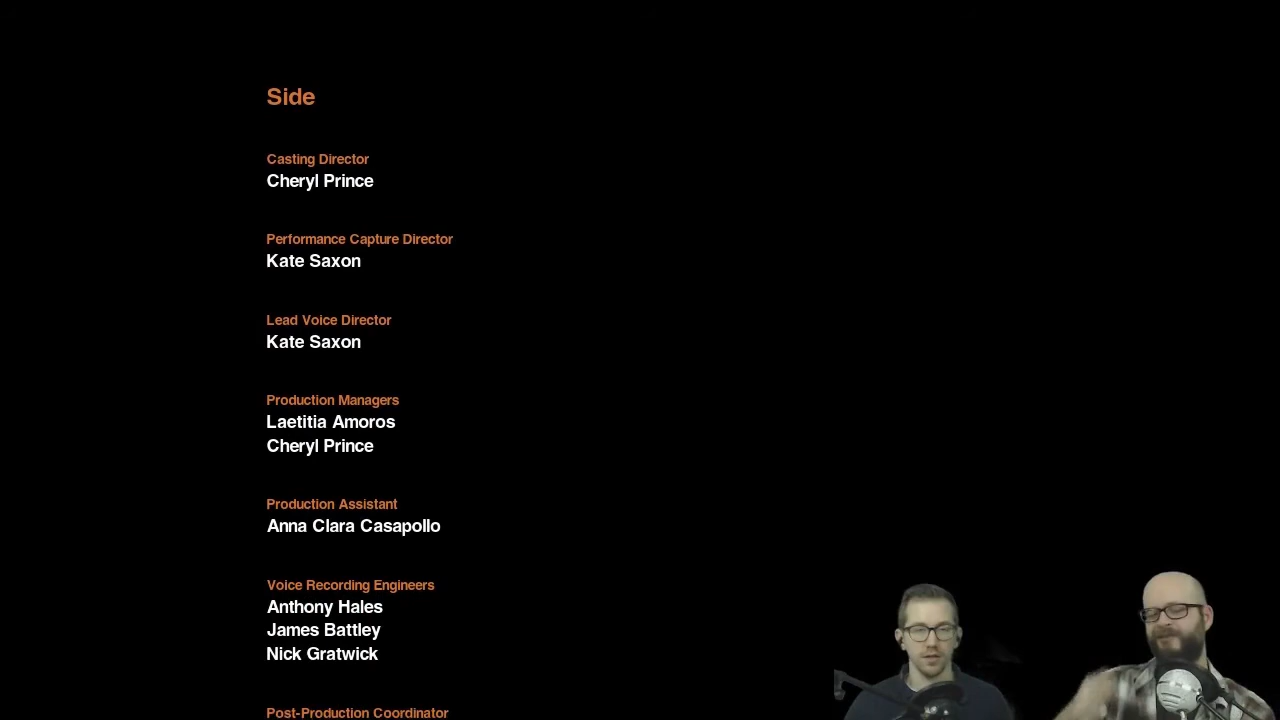 Side
Casting Director
Cheryl Prince
Performance Capture Director
Kate Saxon
Lead Voice Director
Kate Saxon
Production Managers
Laetitia Amoros
Cheryl Prince
Production Assistant
Anna Clara Casapollo
Voice Recording Engineers
Anthony Hales
James Battley
Nick Gratwick
Post-Production Coordinator